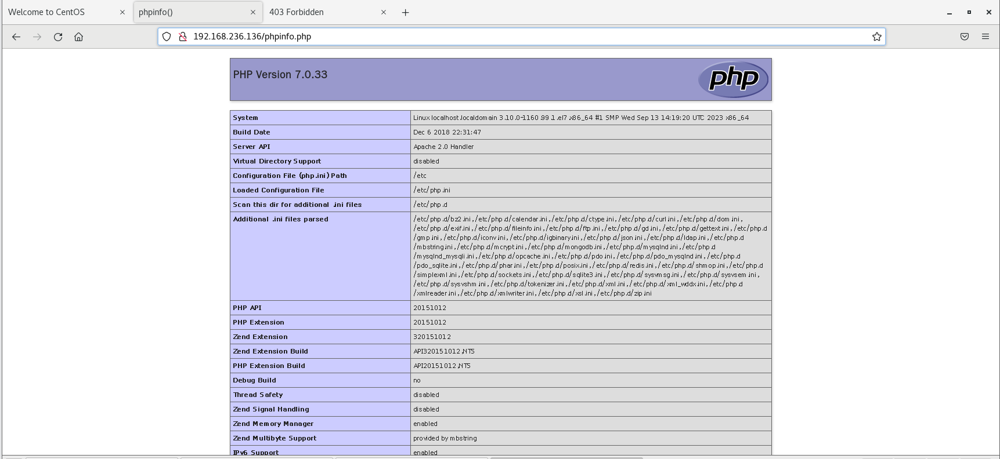 Welcome to CentOS × phpinfo() × 403 Forbidden × +
192.168.236.136/phpinfo.php
PHP Version 7.0.33
php
System Linux localhost.localdomain 3.10.0-1160.99.1.el7.x86_64 #1 SMP Wed Sep 13 14:19:20 UTC 2023 x86_64
Build Date Dec 6 2018 22:31:47
Server API Apache 2.0 Handler
Virtual Directory Support disabled
Configuration File (php.ini) Path /etc
Loaded Configuration File /etc/php.ini
Scan this dir for additional .ini files /etc/php.d
Additional .ini files parsed /etc/php.d/bz2.ini, /etc/php.d/calendar.ini, /etc/php.d/ctype.ini, /etc/php.d/curl.ini, /etc/php.d/dom.ini,
/etc/php.d/exif.ini, /etc/php.d/fileinfo.ini, /etc/php.d/ftp.ini, /etc/php.d/gd.ini, /etc/php.d/gettext.ini, /etc/php.d
/gmp.ini, /etc/php.d/iconv.ini, /etc/php.d/igbinary.ini, /etc/php.d/json.ini, /etc/php.d/ldap.ini, /etc/php.d
/mbstring.ini, /etc/php.d/mcrypt.ini, /etc/php.d/mongodb.ini, /etc/php.d/mysqlnd.ini, /etc/php.d
/mysqlnd_mysqli.ini, /etc/php.d/opcache.ini, /etc/php.d/pdo.ini, /etc/php.d/pdo_mysqlnd.ini, /etc/php.d
/pdo_sqlite.ini, /etc/php.d/phar.ini, /etc/php.d/posix.ini, /etc/php.d/redis.ini, /etc/php.d/shmop.ini, /etc/php.d
/simplexml.ini, /etc/php.d/sockets.ini, /etc/php.d/sqlite3.ini, /etc/php.d/sysvmsg.ini, /etc/php.d/sysvsem.ini,
/etc/php.d/sysvshm.ini, /etc/php.d/tokenizer.ini, /etc/php.d/xml.ini, /etc/php.d/xml_wddx.ini, /etc/php.d
/xmlreader.ini, /etc/php.d/xmlwriter.ini, /etc/php.d/xsl.ini, /etc/php.d/zip.ini
PHP API 20151012
PHP Extension 20151012
Zend Extension 320151012
Zend Extension Build API320151012,NTS
PHP Extension Build API20151012,NTS
Debug Build no
Thread Safety disabled
Zend Signal Handling disabled
Zend Memory Manager enabled
Zend Multibyte Support provided by mbstring
IPv6 Support enabled